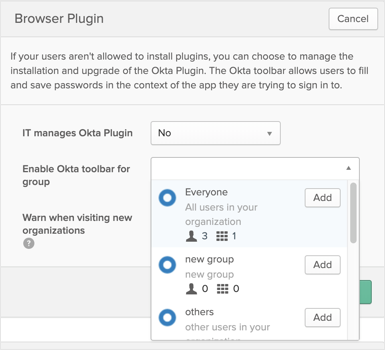 Browser Plugin
Cancel
If your users aren't allowed to install plugins, you can choose to manage the
installation and upgrade of the Okta Plugin. The Okta toolbar allows users to fill
and save passwords in the context of the app they are trying to sign in to.
IT manages Okta Plugin
No
Enable Okta toolbar for
group
Everyone
All users in your
organization
3 1
Add
Warn when visiting new
organizations
?
new group
new group
0 0
Add
others
other users in your
organization
Add